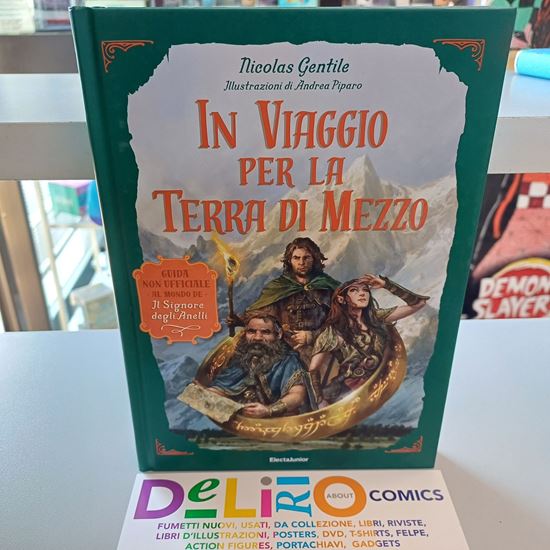 Nicolas Gentile
Illustrazioni di Andrea Piparo
IN VIAGGIO
PER LA
TERRA DI MEZZO
GUIDA
NON UFFICIALE
AL MONDO DE
Il Signore
degli Anelli
ElectaJunior
DEMON
SLAYER
DeLiRiO
ABOUT
COMICS
FUMETTI NUOVI, USATI, DA COLLEZIONE, LIBRI, RIVISTE,
LIBRI D'ILLUSTRAZIONI, POSTERS, DVD, T-SHIRTS, FELPE,
ACTION FIGURES, PORTACHIAVI, GADGETS